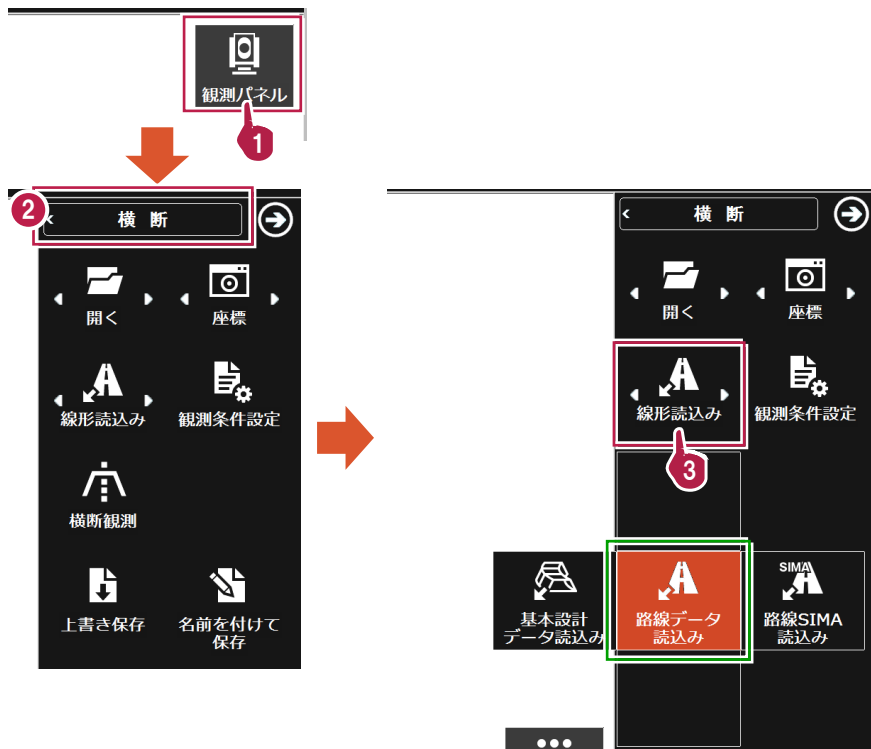 観測パネル
1
2
< 横 断
開く
座標
線形読込み
観測条件設定
横断観測
上書き保存
名前を付けて
保存
< 横 断
開く
座標
線形読込み
観測条件設定
3
基本設計
データ読込み
路線データ
読込み
SIMA
路線SIMA
読込み